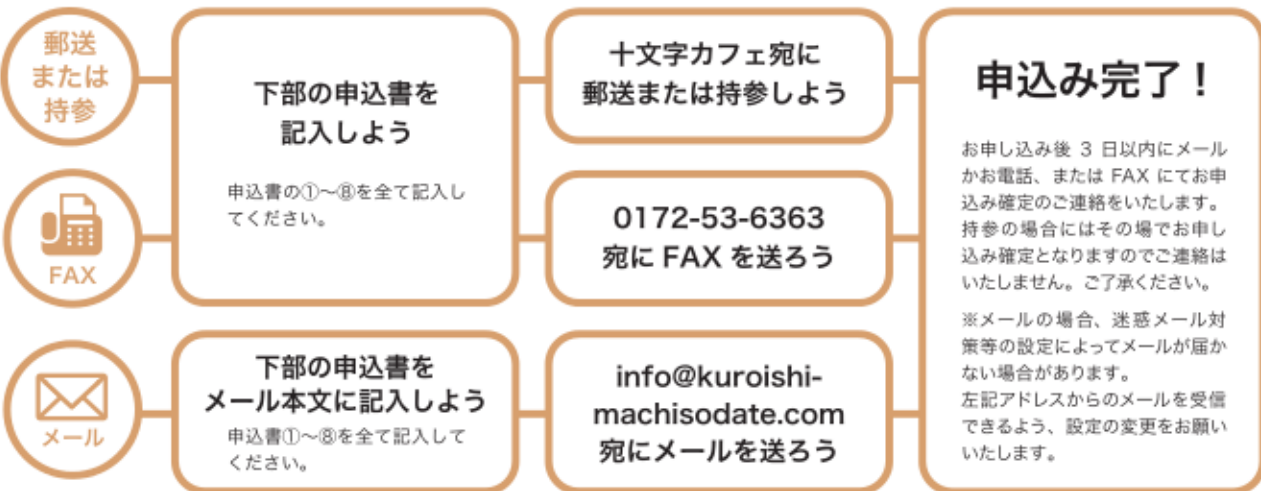 郵送
または
持参
下部の申込書を
記入しよう
申込書の①〜⑧を全て記入し
てください。
十文字カフェ宛に
郵送または持参しよう
FAX
0172-53-6363
宛に FAX を送ろう
メール
下部の申込書を
メール本文に記入しよう
申込書①〜⑧を全て記入して
ください。
info@kuroishi-
machisodate.com
宛にメールを送ろう
申込み完了！
お申し込み後 3 日以内にメール
かお電話、または FAX にてお申
込み確定のご連絡をいたします。
持参の場合にはその場でお申し
込み確定となりますのでご連絡は
いたしません。ご了承ください。
※メールの場合、迷惑メール対
策等の設定によってメールが届か
ない場合があります。
左記アドレスからのメールを受信
できるよう、設定の変更をお願い
いたします。